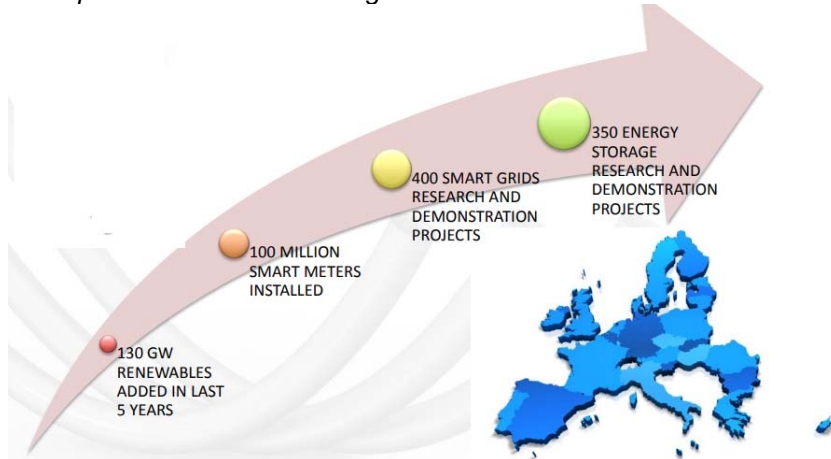 350 ENERGY
STORAGE
RESEARCH AND
DEMONSTRATION
PROJECTS
400 SMART GRIDS
RESEARCH AND
DEMONSTRATION
PROJECTS
100 MILLION
SMART METERS
INSTALLED
130 GW
RENEWABLES
ADDED IN LAST
5 YEARS